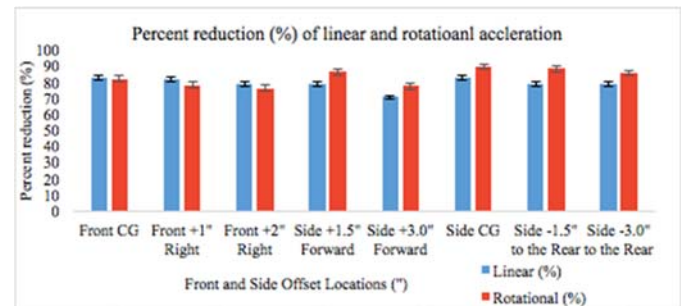 Percent reduction (%) of linear and rotatioanl accleration
Percent reduction (%)
100
90
80
70
60
50
40
30
20
10
0
Front CG Front +1" Front +2" Side +1.5" Side +3.0" Side CG Side -1.5" Side -3.0"
Right Right Forward Forward to the Rear to the Rear
Front and Side Offset Locations (")
Linear (%)
Rotational (%)